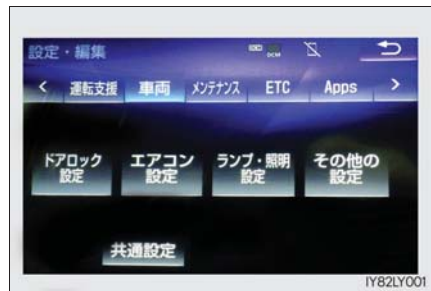 設定・編集
DCM
< 運転支援 車両 メンテナンス ETC Apps >
ドアロック
設定
エアコン
設定
ランプ・照明
設定
その他の
設定
共通設定
IY82LY001